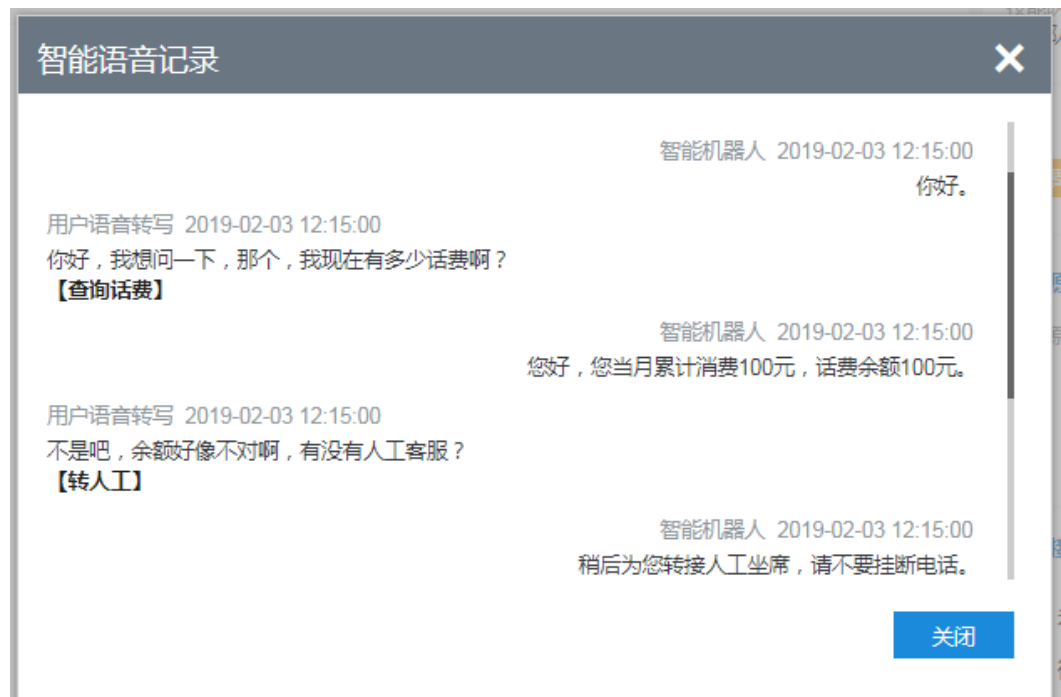 智能语音记录
智能机器人 2019-02-03 12:15:00
你好。
用户语音转写 2019-02-03 12:15:00
你好，我想问一下，那个，我现在有多少话费啊？
【查询话费】
智能机器人 2019-02-03 12:15:00
您好，您当月累计消费100元，话费余额100元。
用户语音转写 2019-02-03 12:15:00
不是吧，余额好像不对啊，有没有人工客服？
【转人工】
智能机器人 2019-02-03 12:15:00
稍后为您转接人工坐席，请不要挂断电话。
关闭